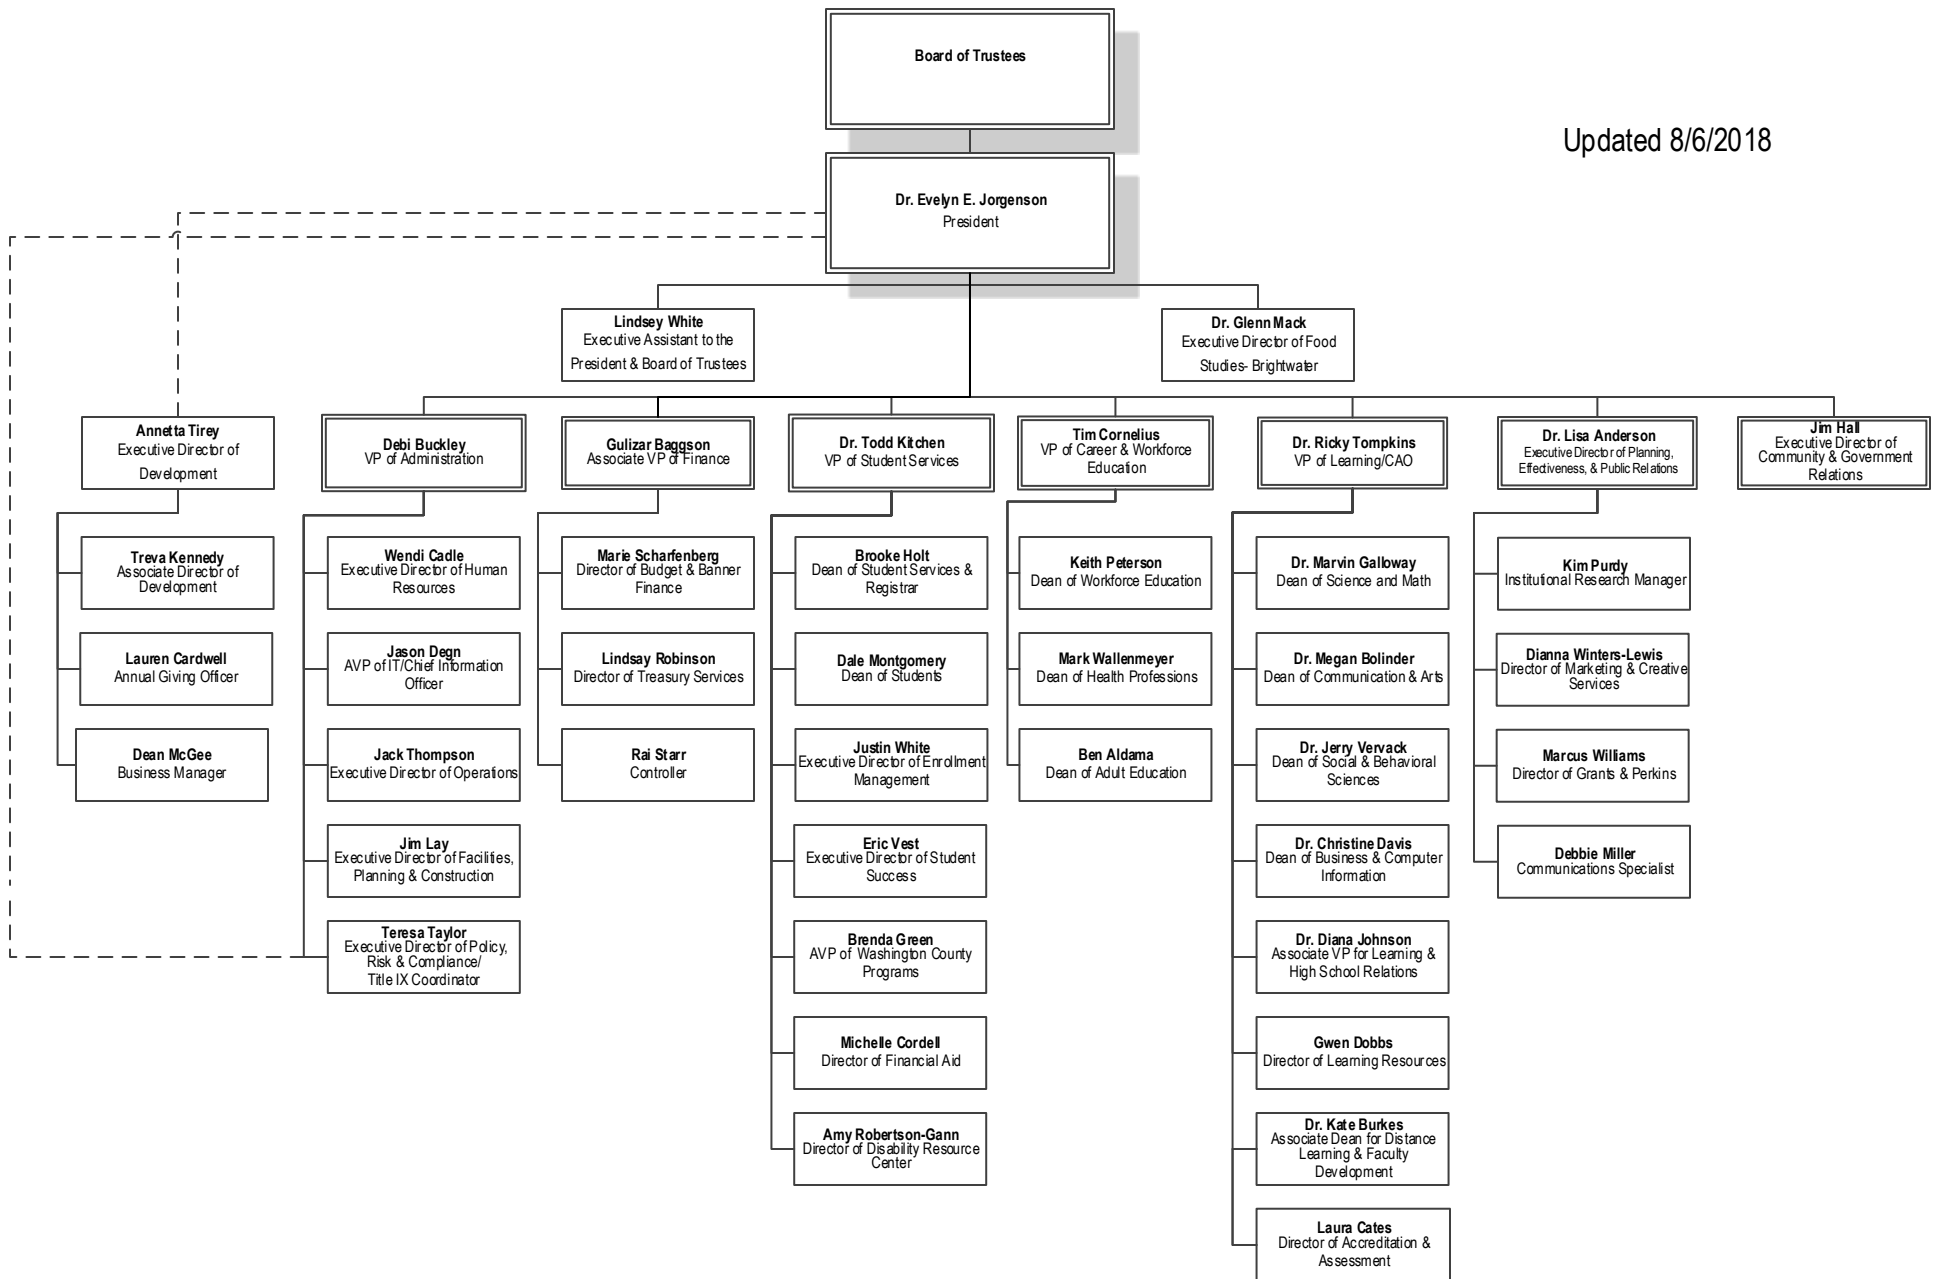 Board of Trustees
Updated 8/6/2018
Dr. Evelyn E. Jorgenson
President
Lindsey White
Executive Assistant to the
President & Board of Trustees
Dr. Glenn Mack
Executive Director of Food
Studies- Brightwater
Annetta Tirey
Executive Director of
Development
Debi Buckley
VP of Administration
Gulizar Baggson
Associate VP of Finance
Dr. Todd Kitchen
VP of Student Services
Tim Cornelius
VP of Career & Workforce
Education
Dr. Ricky Tompkins
VP of Learning/CAO
Dr. Lisa Anderson
Executive Director of Planning,
Effectiveness, & Public Relations
Jim Hall
Executive Director of
Community & Government
Relations
Treva Kennedy
Associate Director of
Development
Lauren Cardwell
Annual Giving Officer
Dean McGee
Business Manager
Wendi Cadle
Executive Director of Human
Resources
Jason Degn
AVP of IT/Chief Information
Officer
Jack Thompson
Executive Director of Operations
Jim Lay
Executive Director of Facilities,
Planning & Construction
Teresa Taylor
Executive Director of Policy,
Risk & Compliance/
Title IX Coordinator
Marie Scharfenberg
Director of Budget & Banner
Finance
Lindsay Robinson
Director of Treasury Services
Rai Starr
Controller
Brooke Holt
Dean of Student Services &
Registrar
Dale Montgomery
Dean of Students
Justin White
Executive Director of Enrollment
Management
Eric Vest
Executive Director of Student
Success
Brenda Green
AVP of Washington County
Programs
Michelle Cordell
Director of Financial Aid
Amy Robertson-Gann
Director of Disability Resource
Center
Keith Peterson
Dean of Workforce Education
Mark Wallenmeyer
Dean of Health Professions
Ben Aldama
Dean of Adult Education
Dr. Marvin Galloway
Dean of Science and Math
Dr. Megan Bolinder
Dean of Communication & Arts
Dr. Jerry Vervack
Dean of Social & Behavioral
Sciences
Dr. Christine Davis
Dean of Business & Computer
Information
Dr. Diana Johnson
Associate VP for Learning &
High School Relations
Gwen Dobbs
Director of Learning Resources
Dr. Kate Burkes
Associate Dean for Distance
Learning & Faculty
Development
Laura Cates
Director of Accreditation &
Assessment
Kim Purdy
Institutional Research Manager
Dianna Winters-Lewis
Director of Marketing & Creative
Services
Marcus Williams
Director of Grants & Perkins
Debbie Miller
Communications Specialist